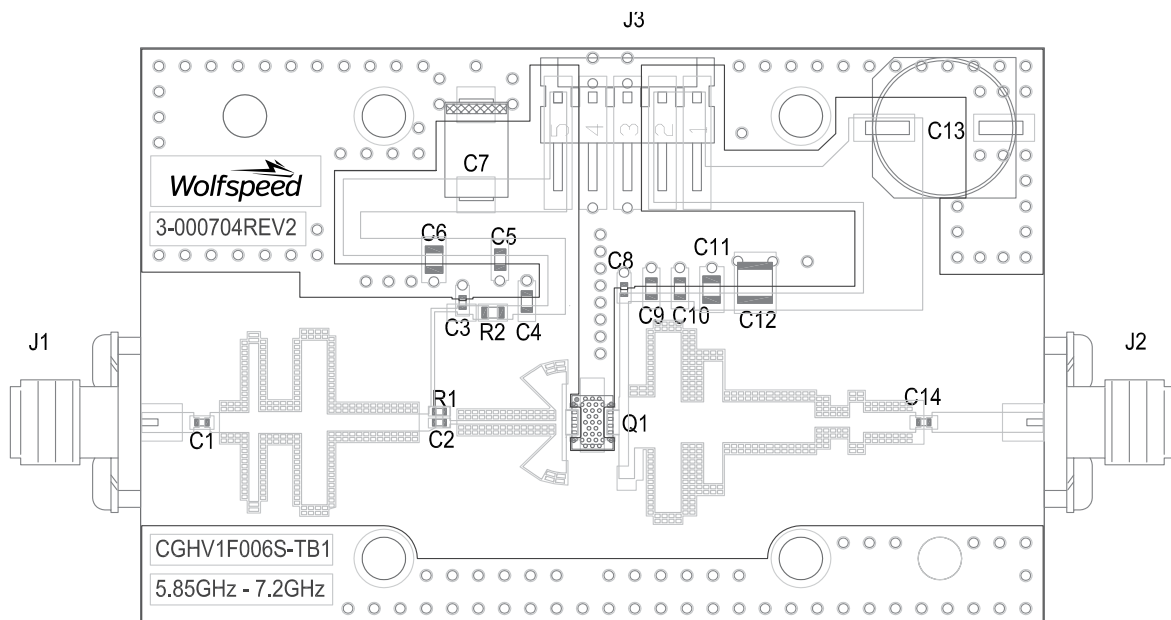 J3
5 4 3 2 1
C13
C7
Wolfspeed
3-000704REV2
C6
C5
C8
C11
C3
R2
C4
C9
C10
C12
J1
J2
R1
C14
Q1
C1
C2
CGHV1F006S-TB1
5.85GHz - 7.2GHz